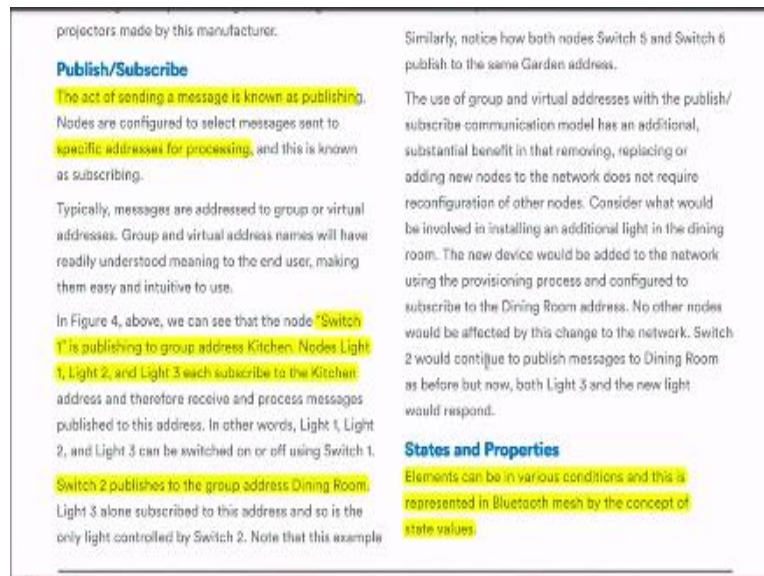 projectors made by this manufacturer.
Publish/Subscribe
The act of sending a message is known as publishing.
Nodes are configured to select messages sent to
specific addresses for processing, and this is known
as subscribing.
Typically, messages are addressed to group or virtual
addresses. Group and virtual address names will have
readily understood meaning to the end user, making
them easy and intuitive to use.
In Figure 4, above, we can see that the node "Switch
1" is publishing to group address Kitchen. Nodes Light
1, Light 2, and Light 3 each subscribe to the Kitchen
address and therefore receive and process messages
published to this address. In other words, Light 1, Light
2, and Light 3 can be switched on or off using Switch 1.
Switch 2 publishes to the group address Dining Room.
Light 3 alone subscribed to this address and so is the
only light controlled by Switch 2. Note that this example
Similarly, notice how both nodes Switch 5 and Switch 6
publish to the same Garden address.
The use of group and virtual addresses with the publish/
subscribe communication model has an additional,
substantial benefit in that removing, replacing or
adding new nodes to the network does not require
reconfiguration of other nodes. Consider what would
be involved in installing an additional light in the dining
room. The new device would be added to the network
using the provisioning process and configured to
subscribe to the Dining Room address. No other nodes
would be affected by this change to the network. Switch
2 would continue to publish messages to Dining Room
as before but now, both Light 3 and the new light
would respond.
States and Properties
Elements can be in various conditions and this is
represented in Bluetooth mesh by the concept of
state values.